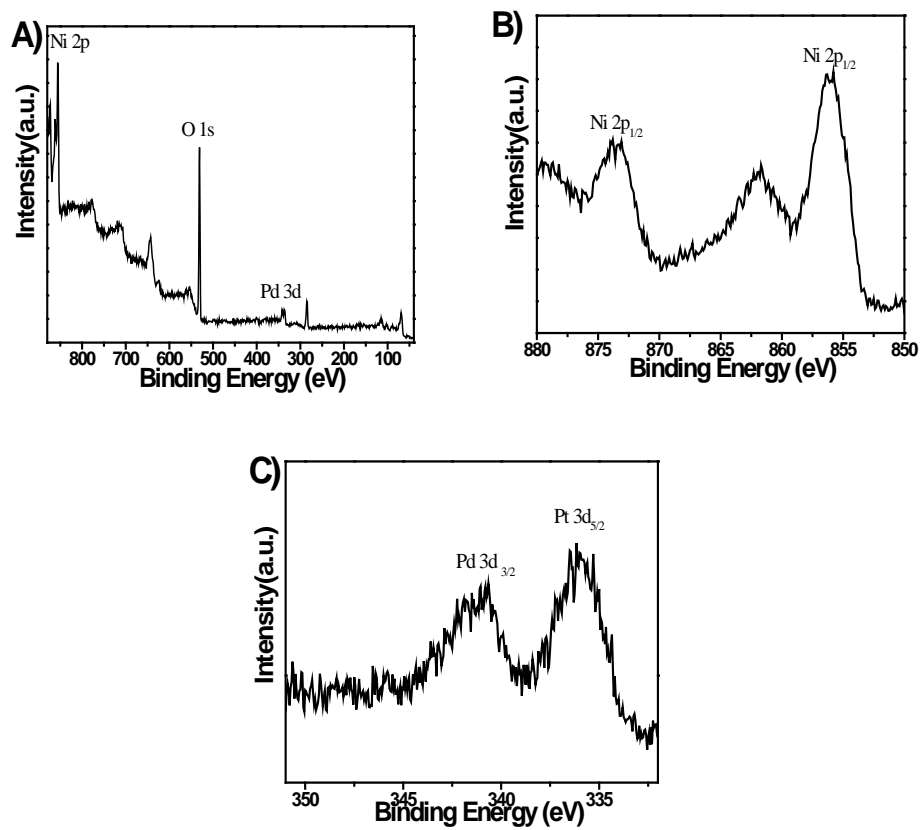 A)
Ni 2p
O 1s
Pd 3d
Intensity(a.u.)
800 700 600 500 400 300 200 100
Binding Energy (eV)
B)
Ni 2p1/2
Ni 2p1/2
Intensity(a.u.)
880 875 870 865 860 855 850
Binding Energy (eV)
C)
Pt 3d5/2
Pd 3d 3/2
Intensity(a.u.)
350 345 340 335
Binding Energy (eV)